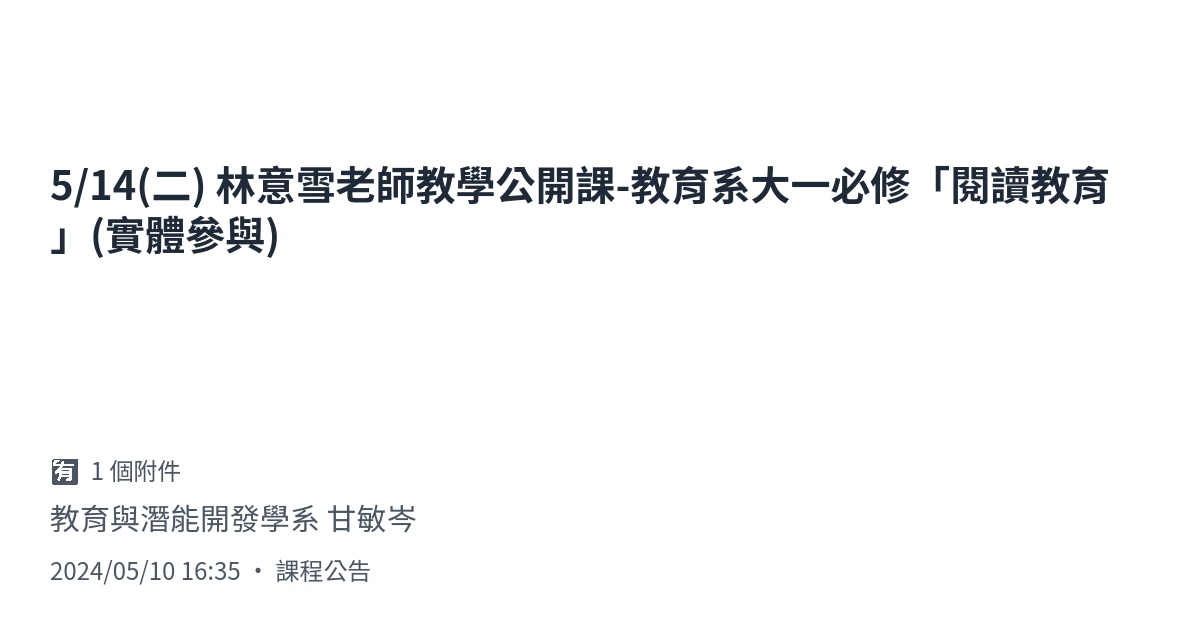 5/14(二) 林意雪老師教學公開課-教育系大一必修「閱讀教育
」(實體參與)
有 1 個附件
教育與潛能開發學系 甘敏岑
2024/05/10 16:35 ・ 課程公告